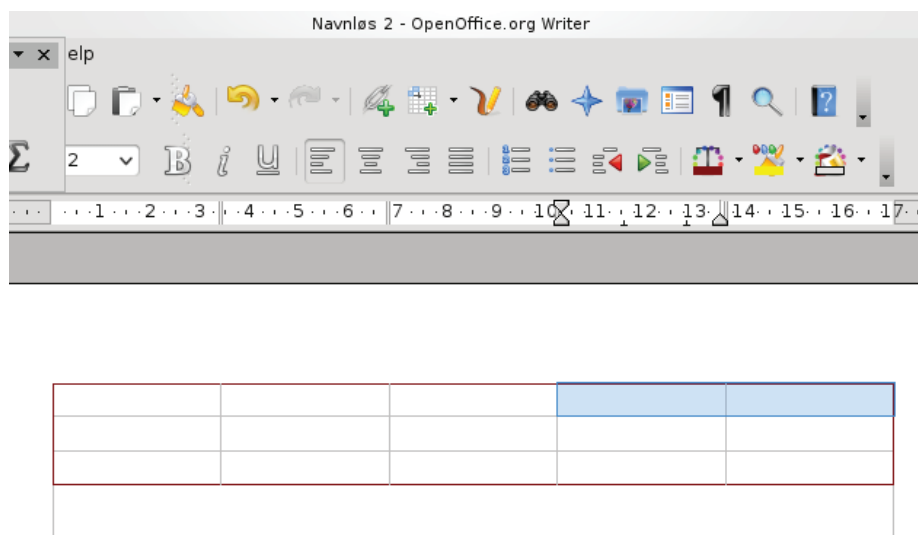 Navnløs 2 - OpenOffice.org Writer
elp
Σ 2 B i U
1 2 3 4 5 6 7 8 9 10 11 12 13 14 15 16 17